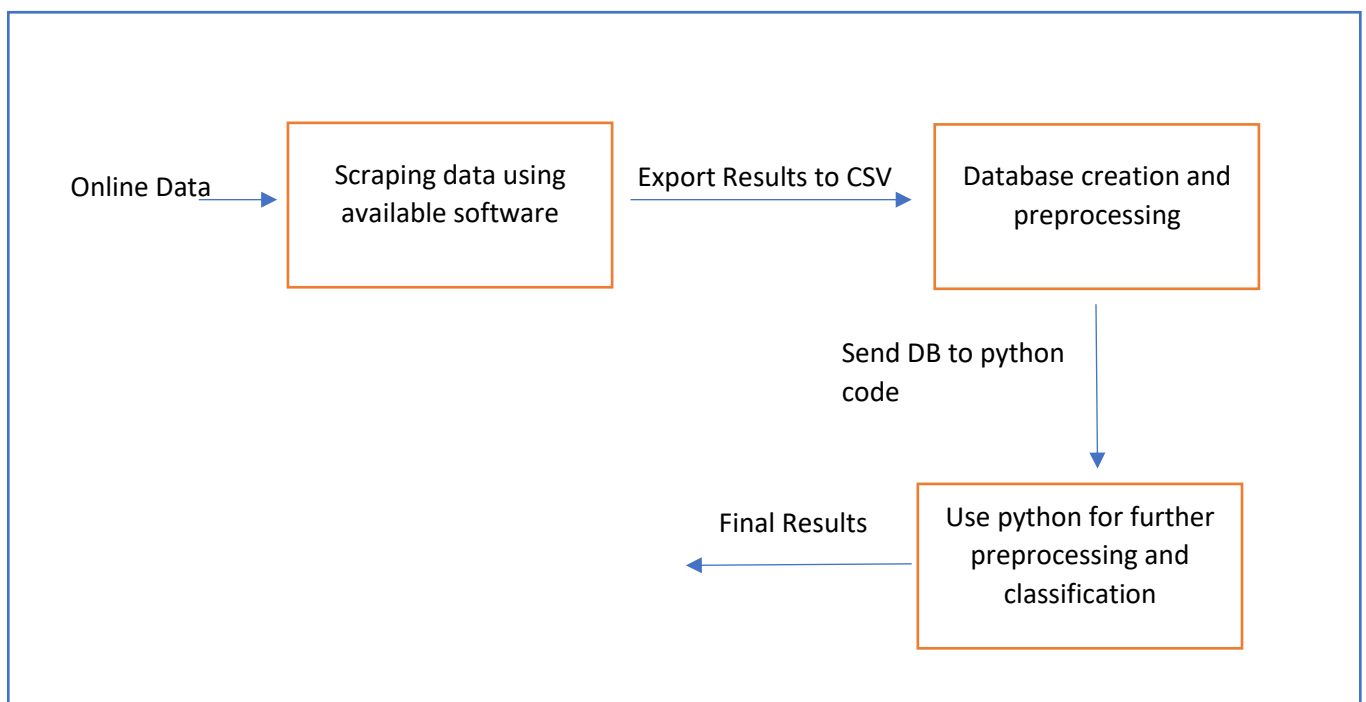 Online Data
Scraping data using
available software
Export Results to CSV
Database creation and
preprocessing
Send DB to python
code
Use python for further
preprocessing and
classification
Final Results